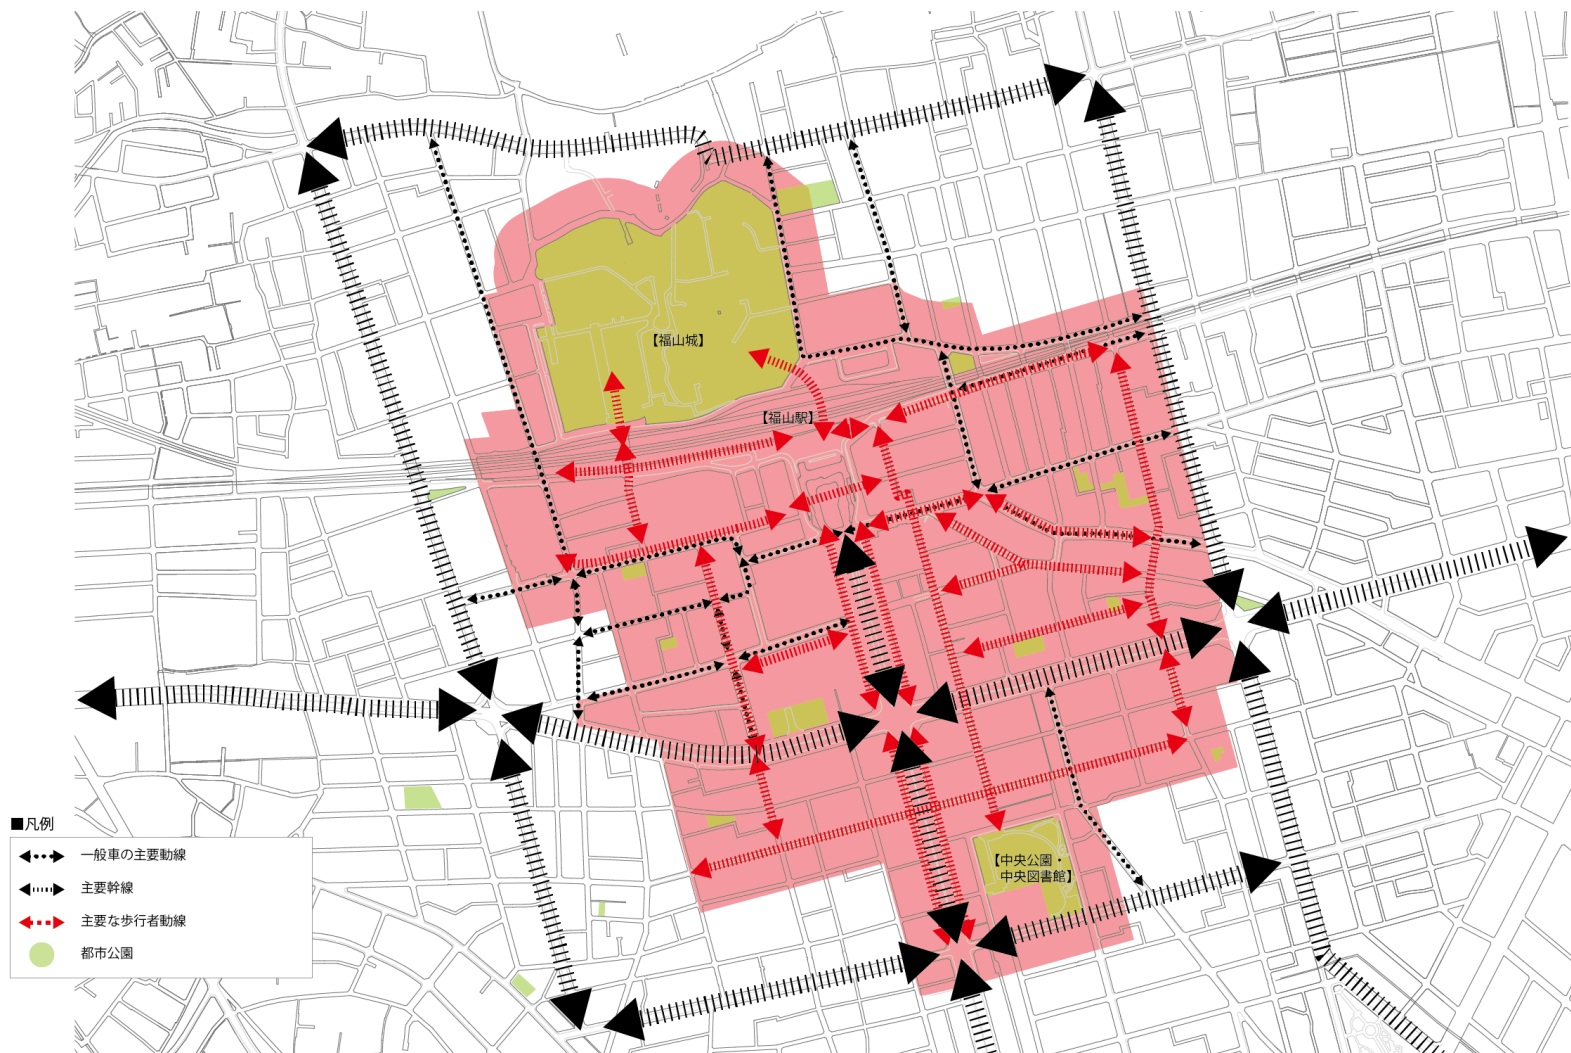 【福山城】
【福山駅】
【中央公園・
中央図書館】
■凡例
一般車の主要動線
主要幹線
主要な歩行者動線
都市公園